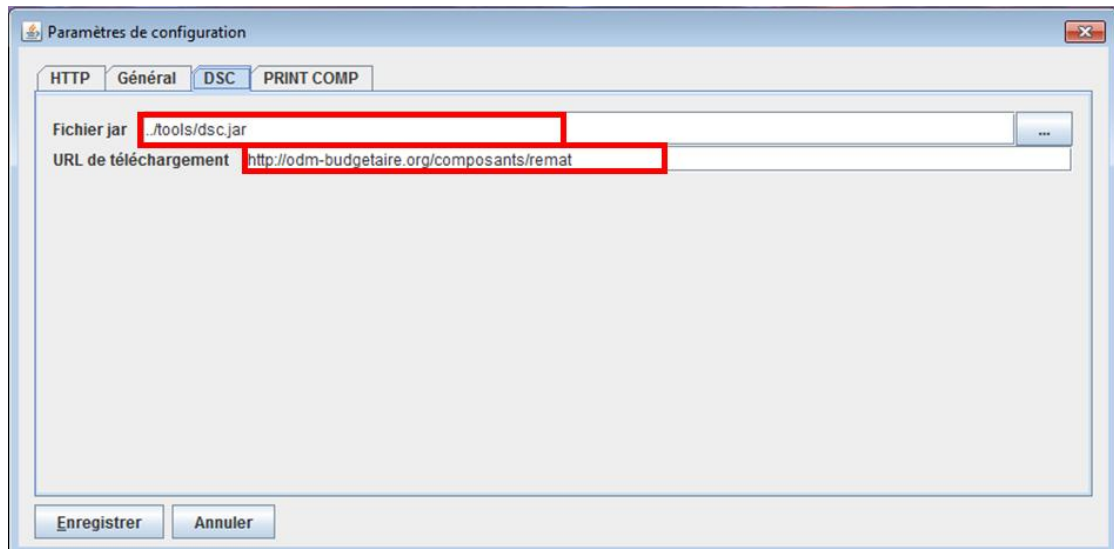 Paramètres de configuration
HTTP Général DSC PRINT COMP
Fichier jar ../tools/dsc.jar ...
URL de téléchargement http://odm-budgetaire.org/composants/remat
Enregistrer Annuler